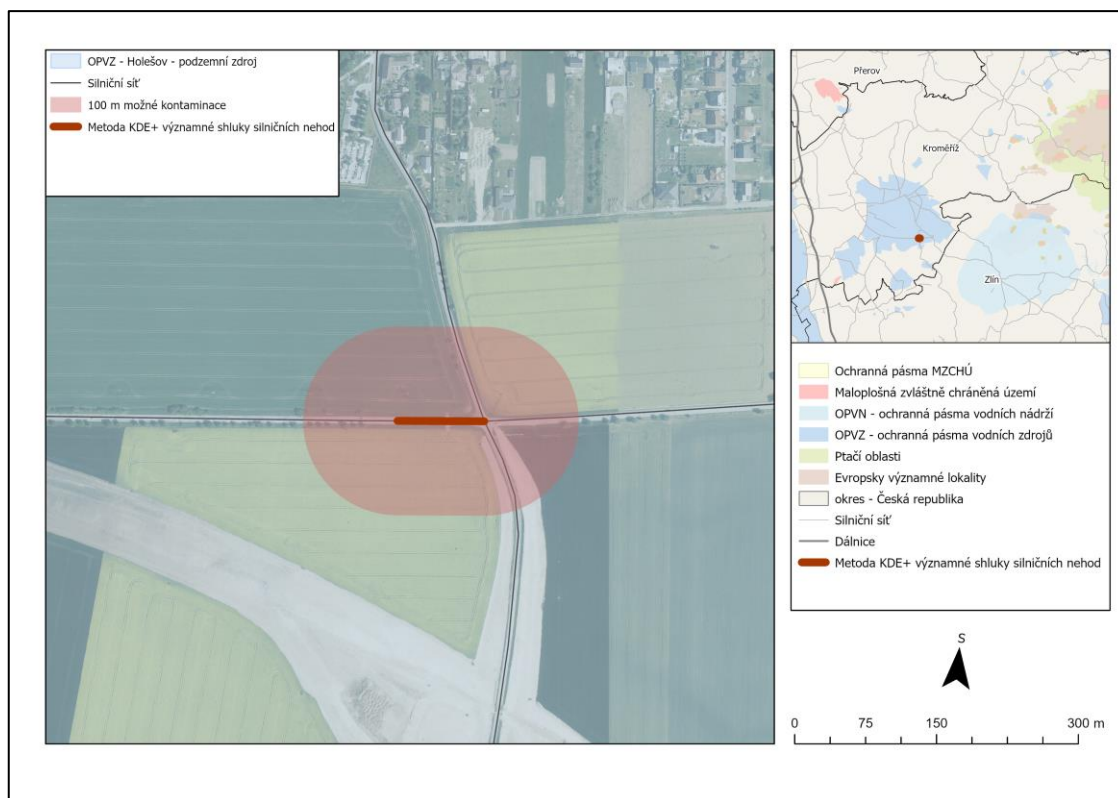 OPVZ - Holešov - podzemní zdroj
Silniční síť
100 m možné kontaminace
Metoda KDE+ významné shluky silničních nehod
Přerov
Kroměříž
Zlín
Ochranná pásma MZCHÚ
Maloplošná zvláštně chráněná území
OPVN - ochranná pásma vodních nádrží
OPVZ - ochranná pásma vodních zdrojů
Ptačí oblasti
Evropsky významné lokality
okres - Česká republika
Silniční síť
Dálnice
Metoda KDE+ významné shluky silničních nehod
S
0 75 150 300 m